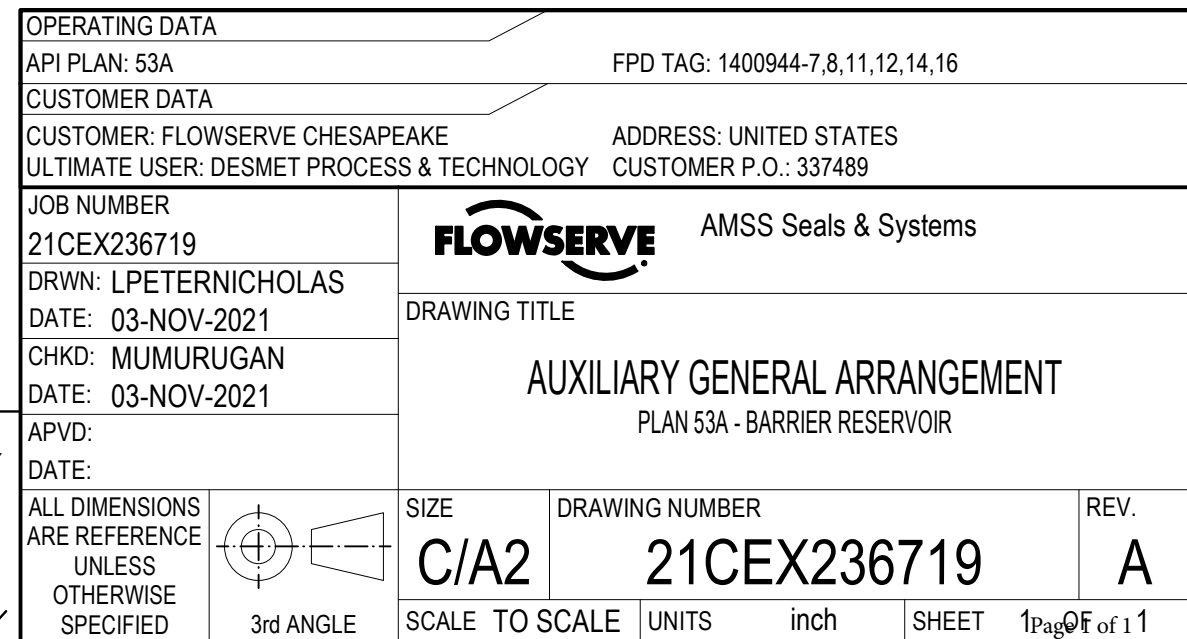 OPERATING DATA
API PLAN: 53A FPD TAG: 1400944-7,8,11,12,14,16
CUSTOMER DATA
CUSTOMER: FLOWSERVE CHESAPEAKE ADDRESS: UNITED STATES
ULTIMATE USER: DESMET PROCESS & TECHNOLOGY CUSTOMER P.O.: 337489
JOB NUMBER
21CEX236719
FLOWSERVE AMSS Seals & Systems
DRWN: LPETERNICHOLAS
DATE: 03-NOV-2021
CHKD: MUMURUGAN
DATE: 03-NOV-2021
APVD:
DATE:
DRAWING TITLE
AUXILIARY GENERAL ARRANGEMENT
PLAN 53A - BARRIER RESERVOIR
ALL DIMENSIONS
ARE REFERENCE
UNLESS
OTHERWISE
SPECIFIED
3rd ANGLE
SIZE
C/A2
DRAWING NUMBER
21CEX236719
REV.
A
SCALE TO SCALE
UNITS inch
SHEET 1 OF 1
Page 1 of 1